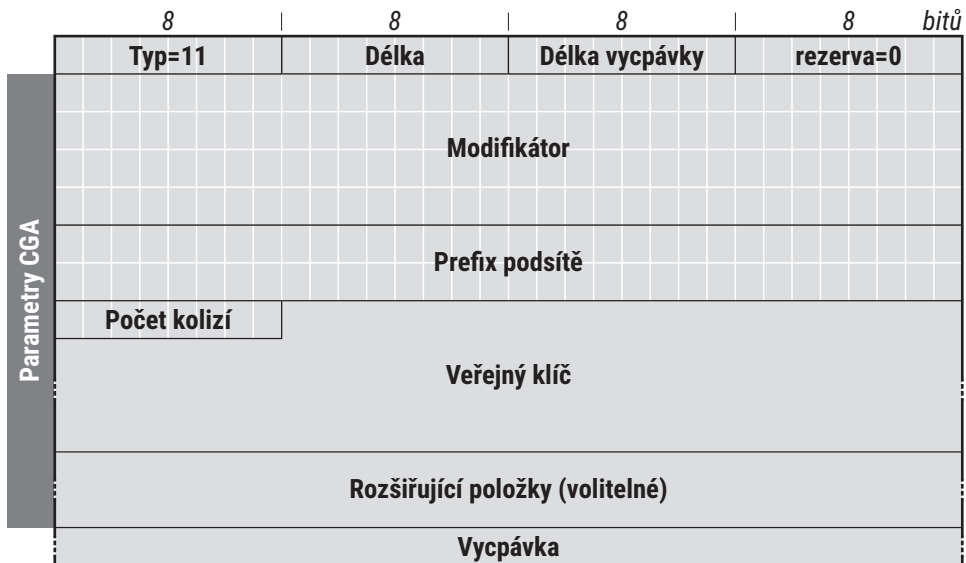 8 8 8 8 bitů
Typ=11 Délka Délka vycpávky rezerva=0
Modifikátor
Prefix podsítě
Počet kolizí
Veřejný klíč
Rozšiřující položky (volitelné)
Vycpávka
Parametry CGA